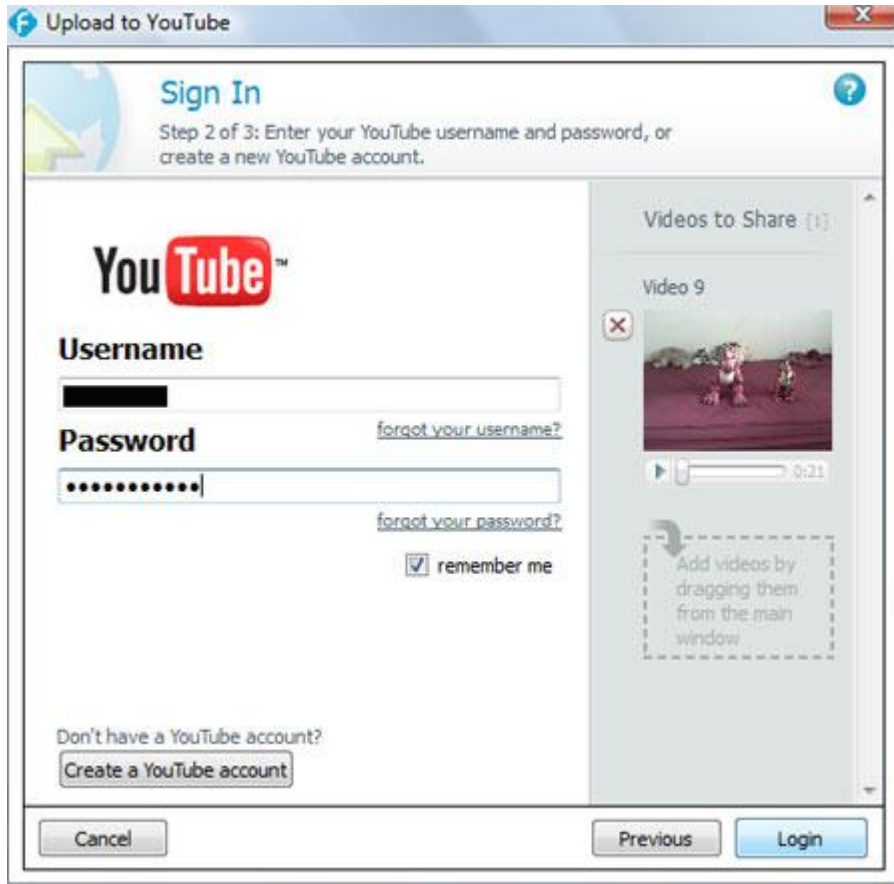 Upload to YouTube
Sign In
Step 2 of 3: Enter your YouTube username and password, or
create a new YouTube account.
YouTube™
Username
forgot your username?
Password
•••••••••••
forgot your password?
remember me
Don't have a YouTube account?
Create a YouTube account
Videos to Share [1]
Video 9
0:21
Add videos by
dragging them
from the main
window
Cancel
Previous
Login